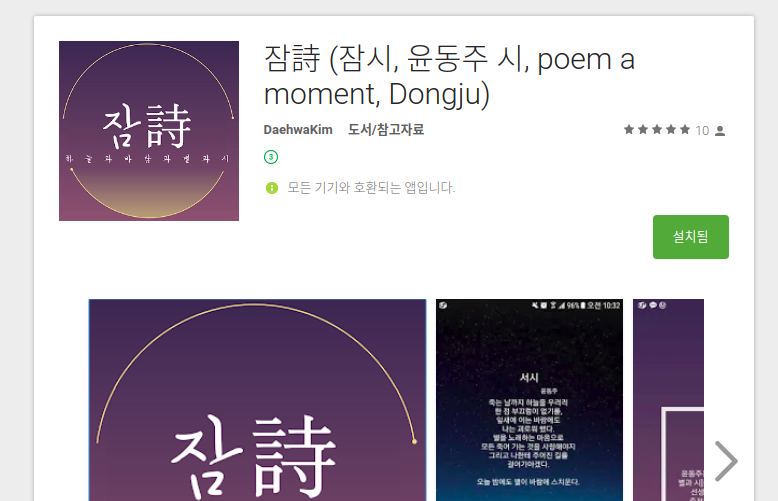 잠詩
하늘과바람과별과시
잠詩 (잠시, 윤동주 시, poem a
moment, Dongju)
DaehwaKim 도서/참고자료
10
3
모든 기기와 호환되는 앱입니다.
설치됨
잠詩
96% 오전 10:32
서시
윤동주
죽는 날까지 하늘을 우러러
한 점 부끄럼이 없기를,
잎새에 이는 바람에도
나는 괴로워 했다.
별을 노래하는 마음으로
모든 죽어 가는 것을 사랑해야지
그리고 나한테 주어진 길을
걸어가야겠다.
오늘 밤에도 별이 바람에 스치운다.
윤동주
별과 시
선생